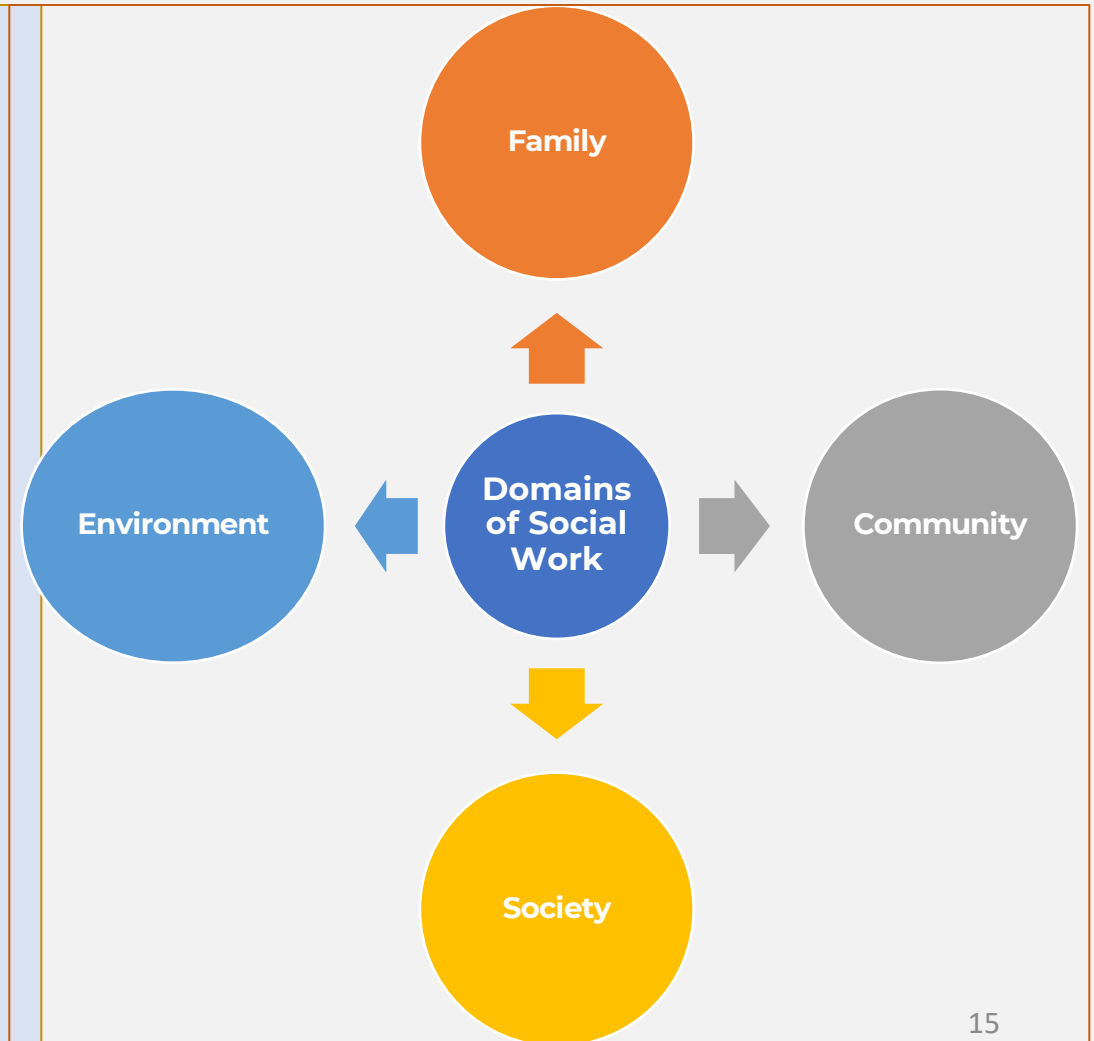 Family
Environment
Domains
of Social
Work
Community
Society
15